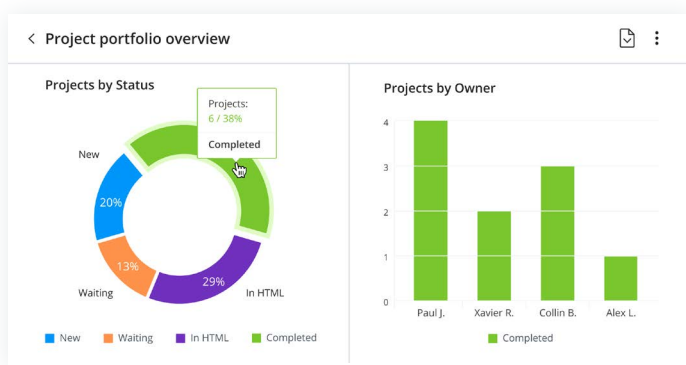 Project portfolio overview
Projects by Status
Projects:
6 / 38%
Completed
New
20%
13%
29%
Waiting
In HTML
New Waiting In HTML Completed
Projects by Owner
4
3
2
1
0
Paul J. Xavier R. Collin B. Alex L.
Completed